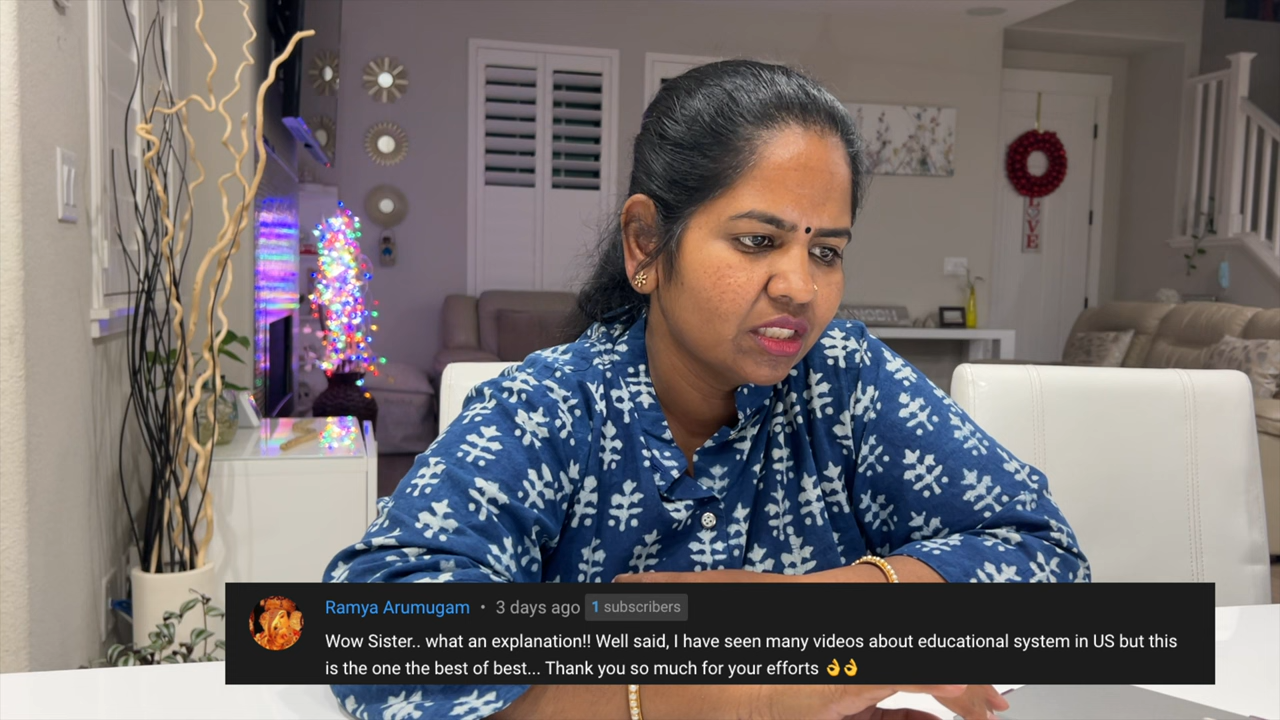 LOVE
Ramya Arumugam • 3 days ago 1 subscribers
Wow Sister.. what an explanation!! Well said, I have seen many videos about educational system in US but this
is the one the best of best... Thank you so much for your efforts 👌👌